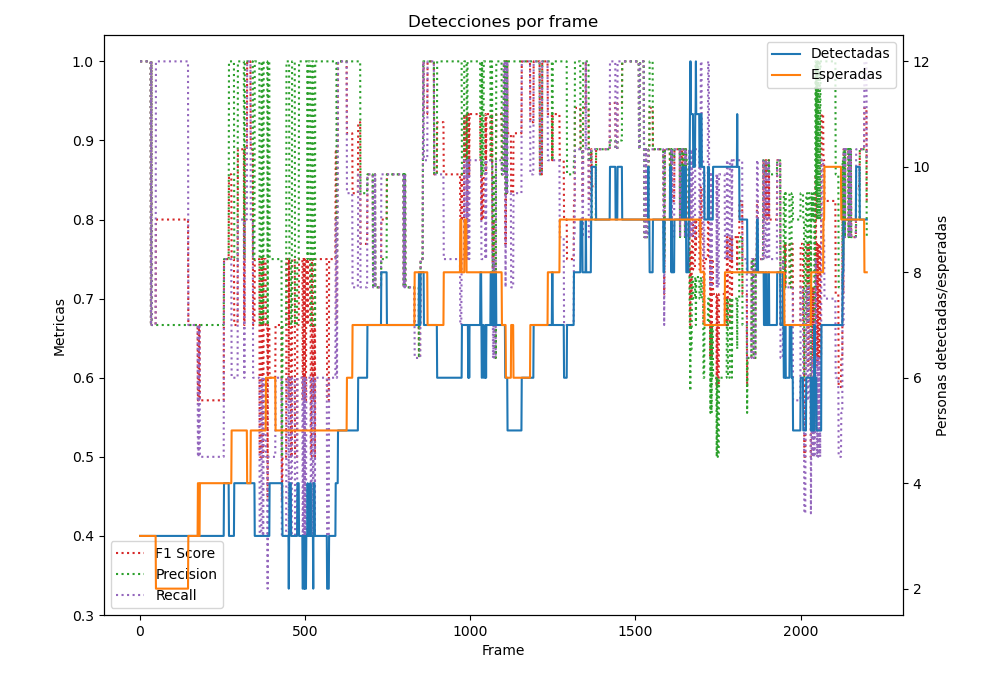 Detecciones por frame
Detectadas
Esperadas
1.0
0.9
0.8
0.7
0.6
0.5
0.4
0.3
Metricas
12
10
8
6
4
2
Personas detectadas/esperadas
F1 Score
Precision
Recall
0 500 1000 1500 2000
Frame